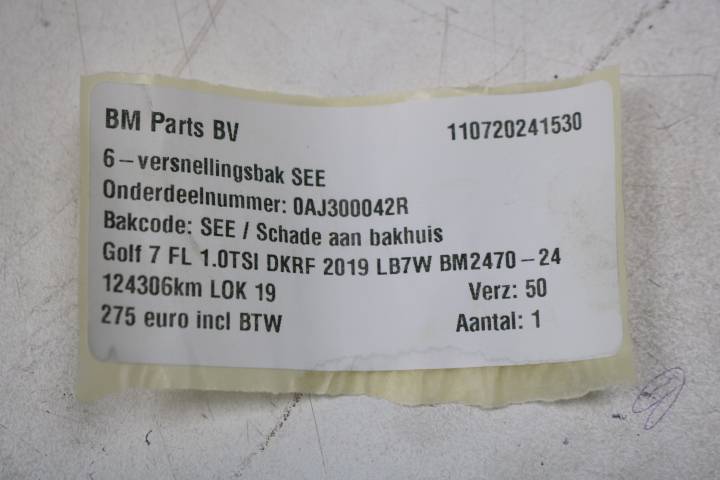 BM Parts BV 110720241530
6-versnellingsbak SEE
Onderdeelnummer: 0AJ300042R
Bakcode: SEE / Schade aan bakhuis
Golf 7 FL 1.0TSI DKRF 2019 LB7W BM2470-24
124306km LOK 19 Verz: 50
275 euro incl BTW Aantal: 1